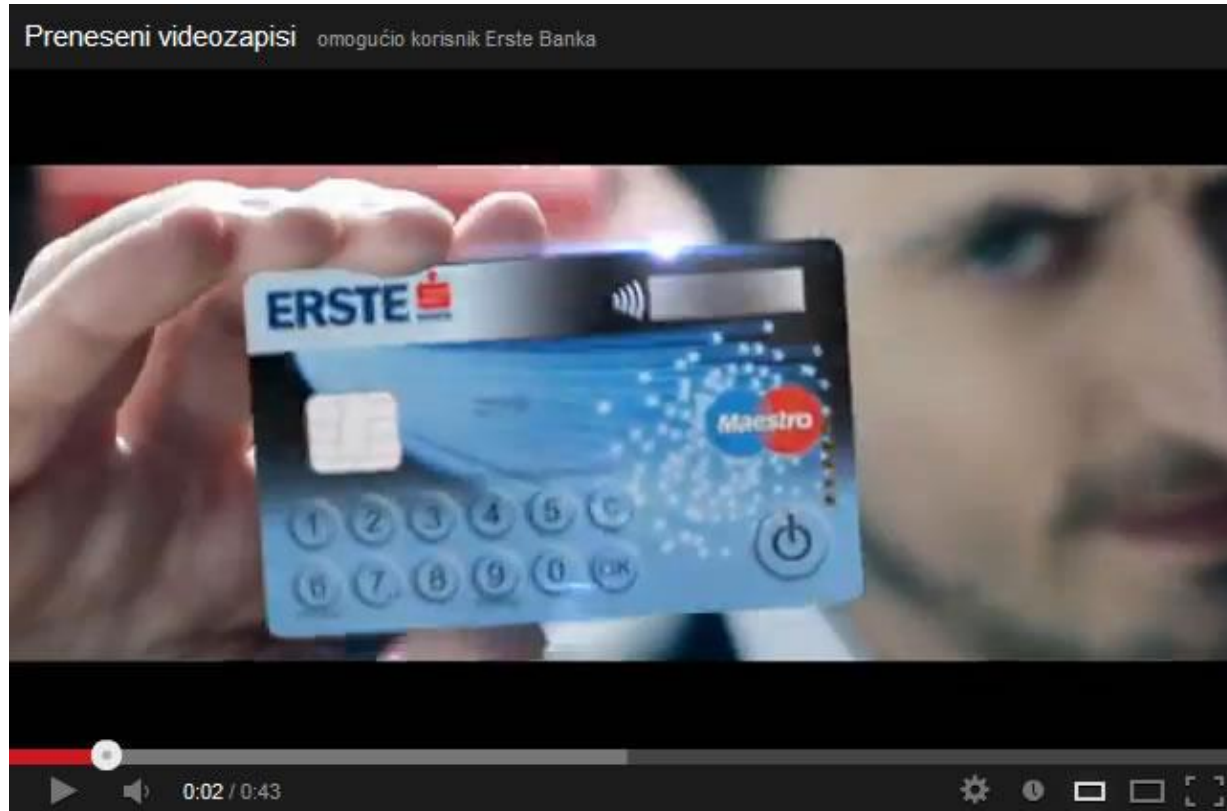 Preneseni videozapisi omogućio korisnik Erste Banka
ERSTE
Maestro
1 2 3 4 5 C
6 7 8 9 0 OK
0:02 / 0:43